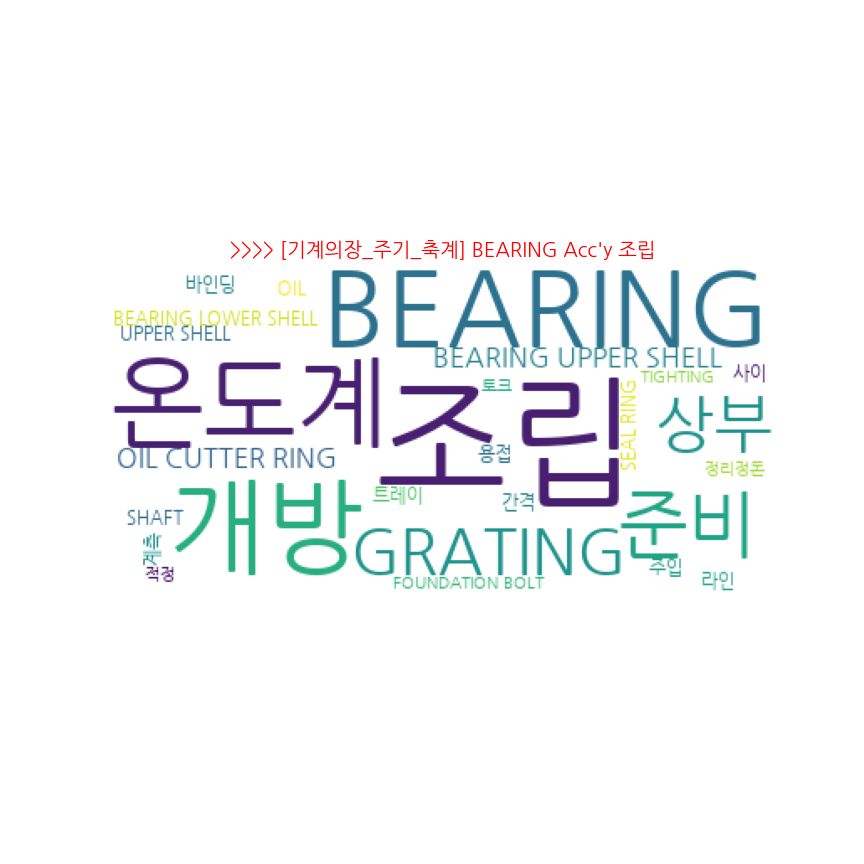 >>>> [기계의장_주기_축계] BEARING Acc'y 조립
바인딩
OIL
BEARING
BEARING LOWER SHELL
UPPER SHELL
BEARING UPPER SHELL
온도계
조립
토크
TIGHTING
사이
SEAL RING
상부
OIL CUTTER RING
용접
정리정돈
개방
트레이
간격
준비
SHAFT
계측
GRATING
적정
FOUNDATION BOLT
주입
라인